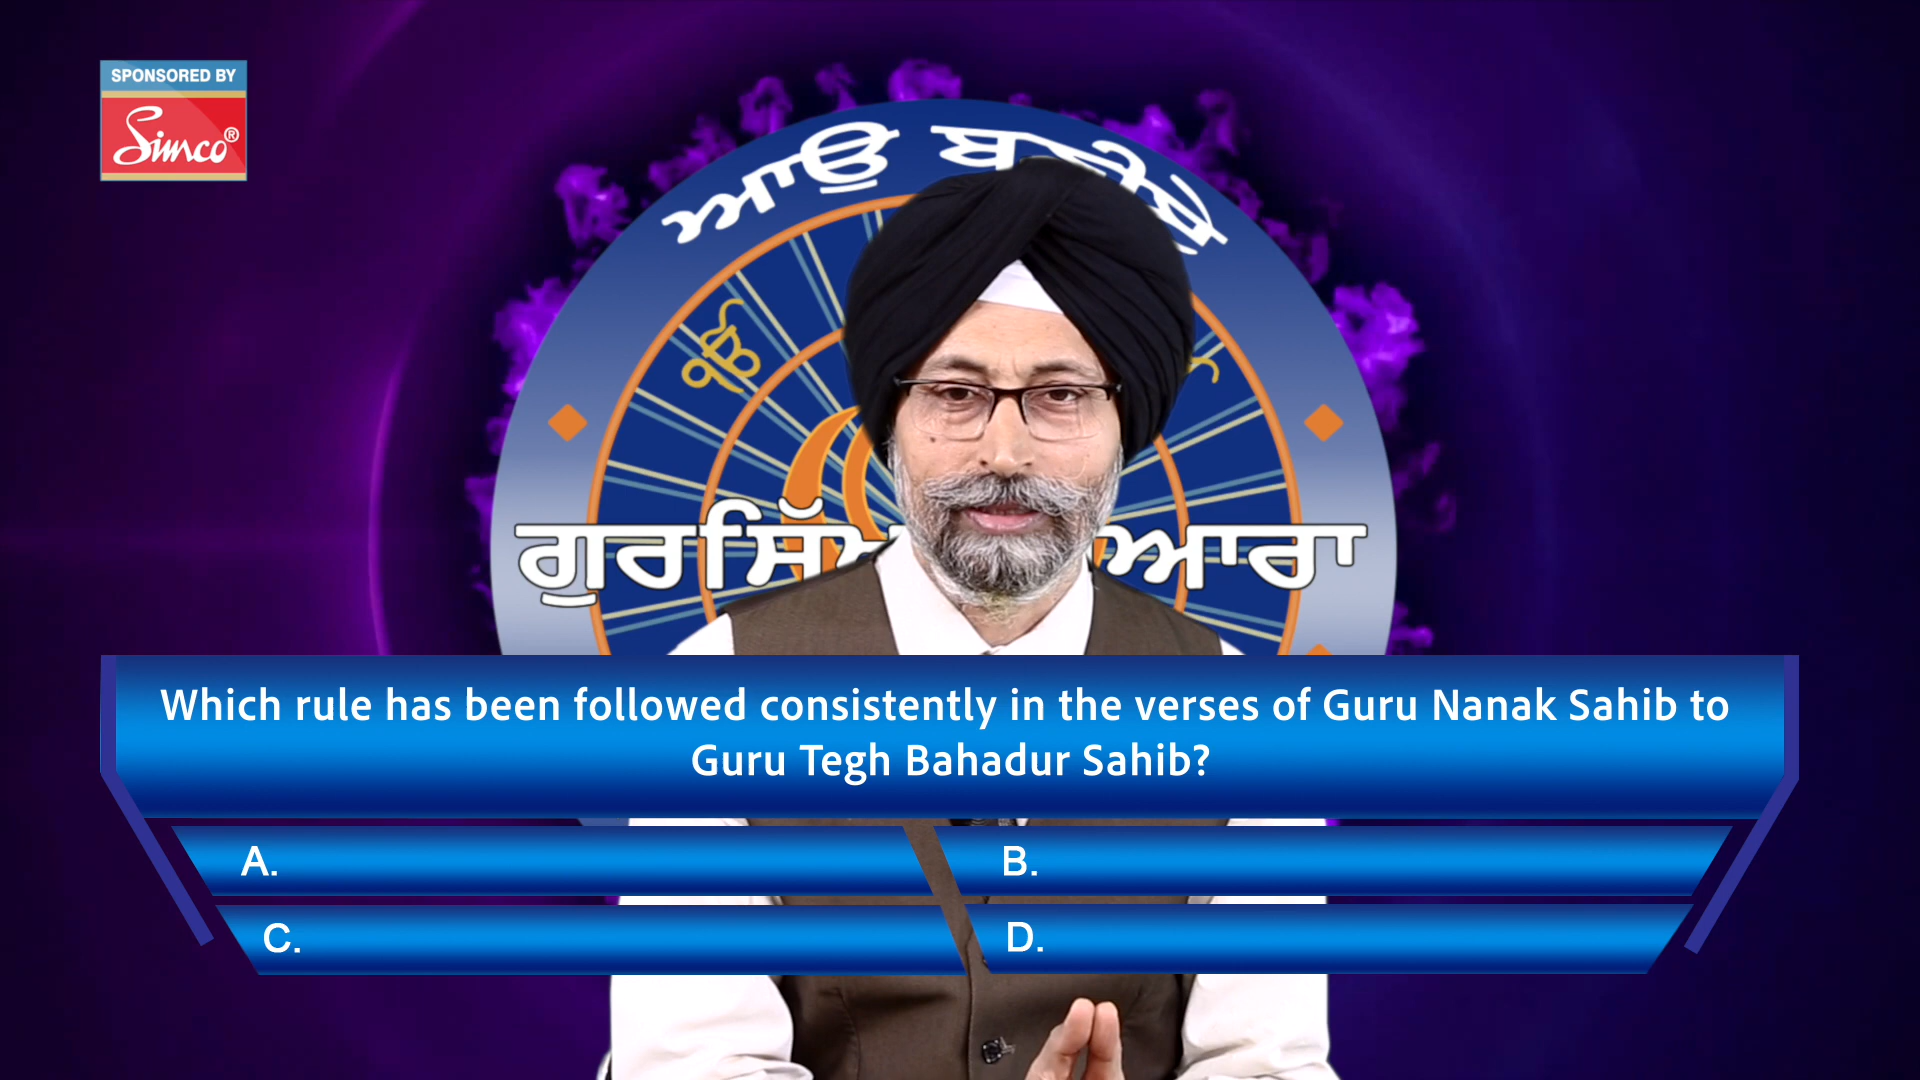 SPONSORED BY
Simco®
ਆਉ
ੴ
Which rule has been followed consistently in the verses of Guru Nanak Sahib to
Guru Tegh Bahadur Sahib?
A.
B.
C.
D.